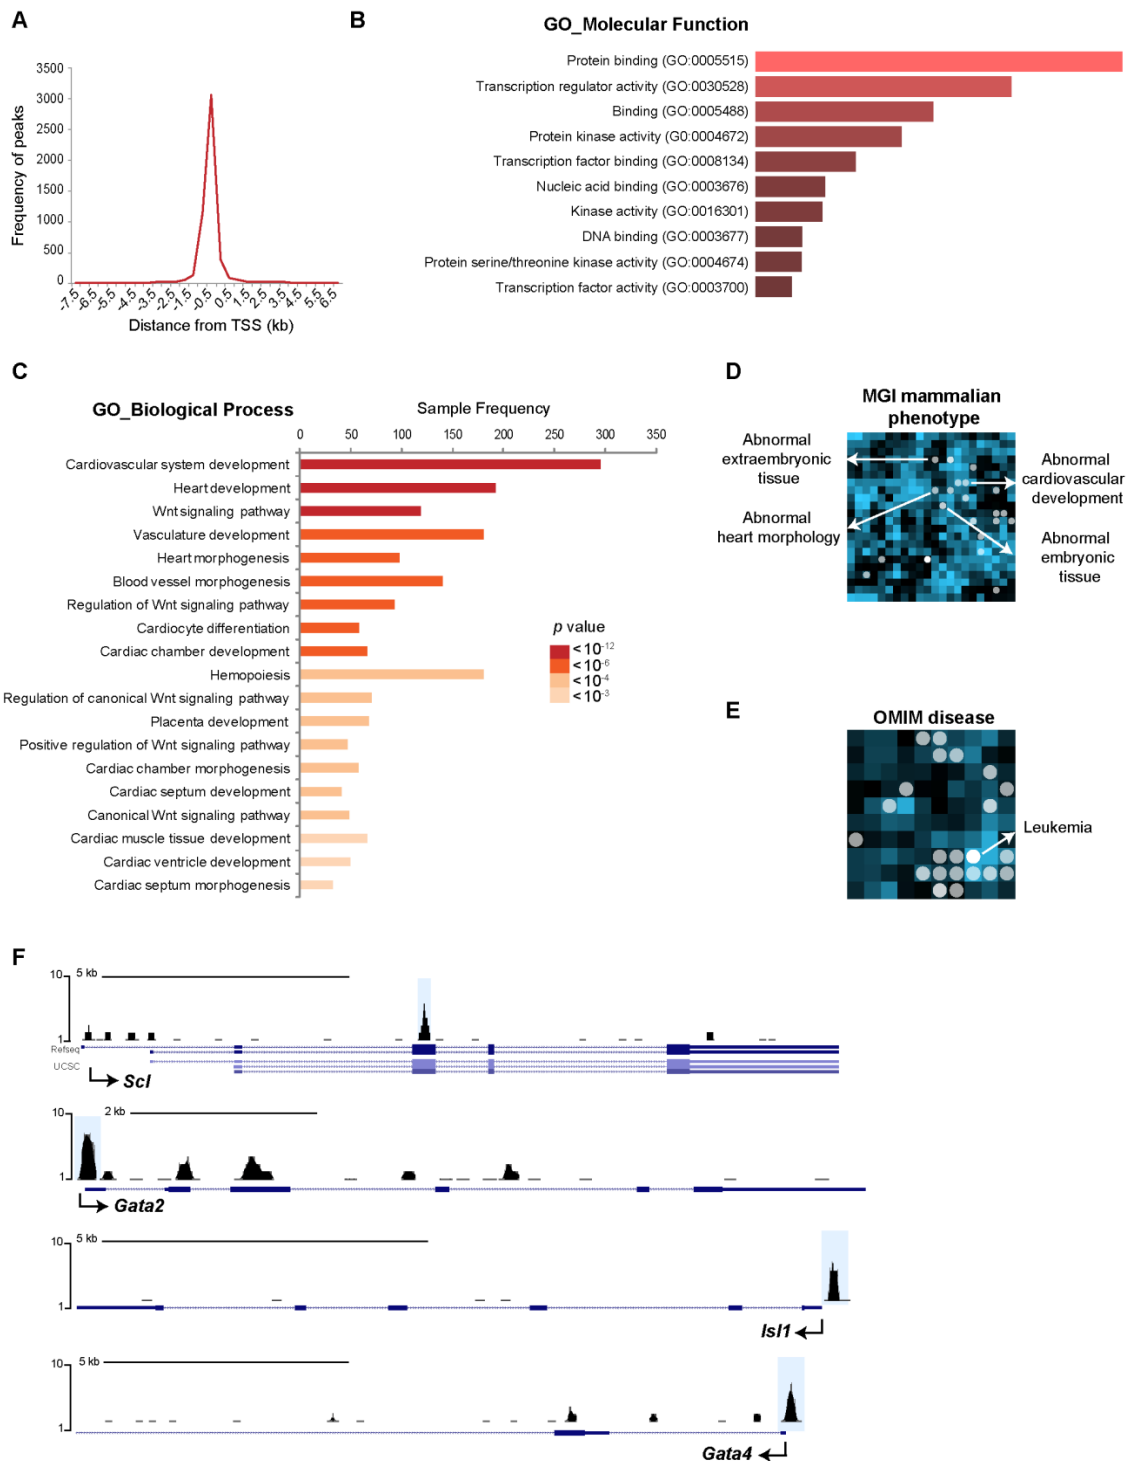 A
Frequency of peaks
3500
3000
2500
2000
1500
1000
500
0
-7.5
-6.5
-5.5
-4.5
-3.5
-2.5
-1.5
-0.5
0.5
1.5
2.5
3.5
4.5
5.5
6.5
Distance from TSS (kb)
B
GO_Molecular Function
Protein binding (GO:0005515)
Transcription regulator activity (GO:0030528)
Binding (GO:0005488)
Protein kinase activity (G0:0004672)
Transcription factor binding (GO:0008134)
Nucleic acid binding (GO:0003676)
Kinase activity (GO:0016301)
DNA binding (GO:0003677)
Protein serine/threonine kinase activity (GO:0004674)
Transcription factor activity (GO:0003700)
C
GO_Biological Process
Sample Frequency
0 50 100 150 200 250 300 350
Cardiovascular system development
Heart development
Wnt signaling pathway
Vasculature development
Heart morphogenesis
Blood vessel morphogenesis
Regulation of Wnt signaling pathway
Cardiocyte differentiation
Cardiac chamber development
Hemopoiesis
Regulation of canonical Wnt signaling pathway
Placenta development
Positive regulation of Wnt signaling pathway
Cardiac chamber morphogenesis
Cardiac septum development
Canonical Wnt signaling pathway
Cardiac muscle tissue development
Cardiac ventricle development
Cardiac septum morphogenesis
p value
< 10-12
< 10-6
< 10-4
< 10-3
D
MGI mammalian
phenotype
Abnormal
extraembryonic
tissue
Abnormal
heart morphology
Abnormal
cardiovascular
development
Abnormal
embryonic
tissue
E
OMIM disease
Leukemia
F
10
5 kb
1
Refseq
UCSC
Scl
10
2 kb
1
Gata2
10
5 kb
1
Isl1
10
5 kb
1
Gata4